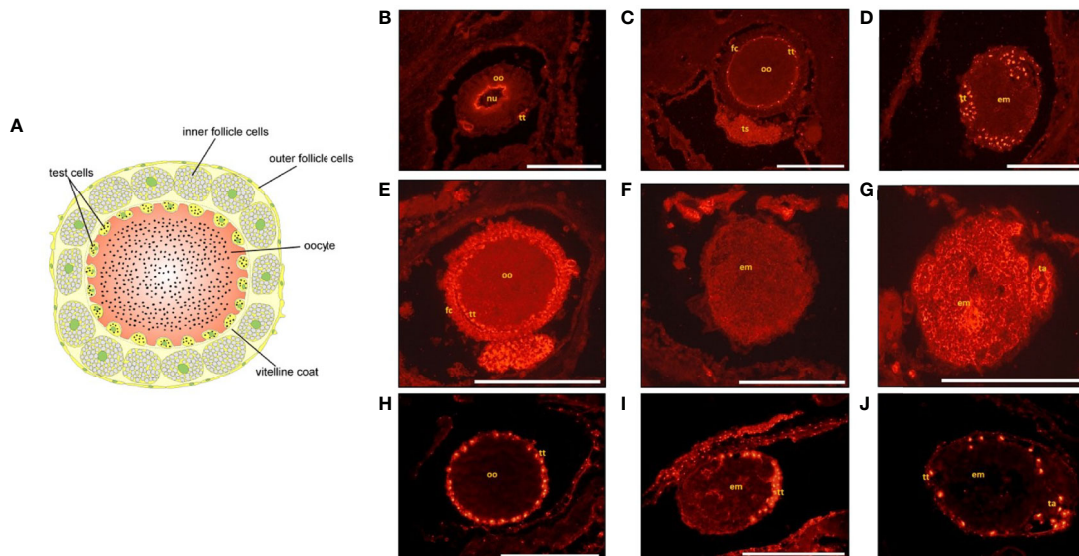 A
inner follicle cells
outer follicle cells
test cells
oocyte
vitelline coat
B
oo
nu
tt
C
fc
tt
oo
ts
D
tt
em
E
oo
fc
tt
F
em
G
ta
em
H
tt
oo
I
em
tt
J
tt
em
ta